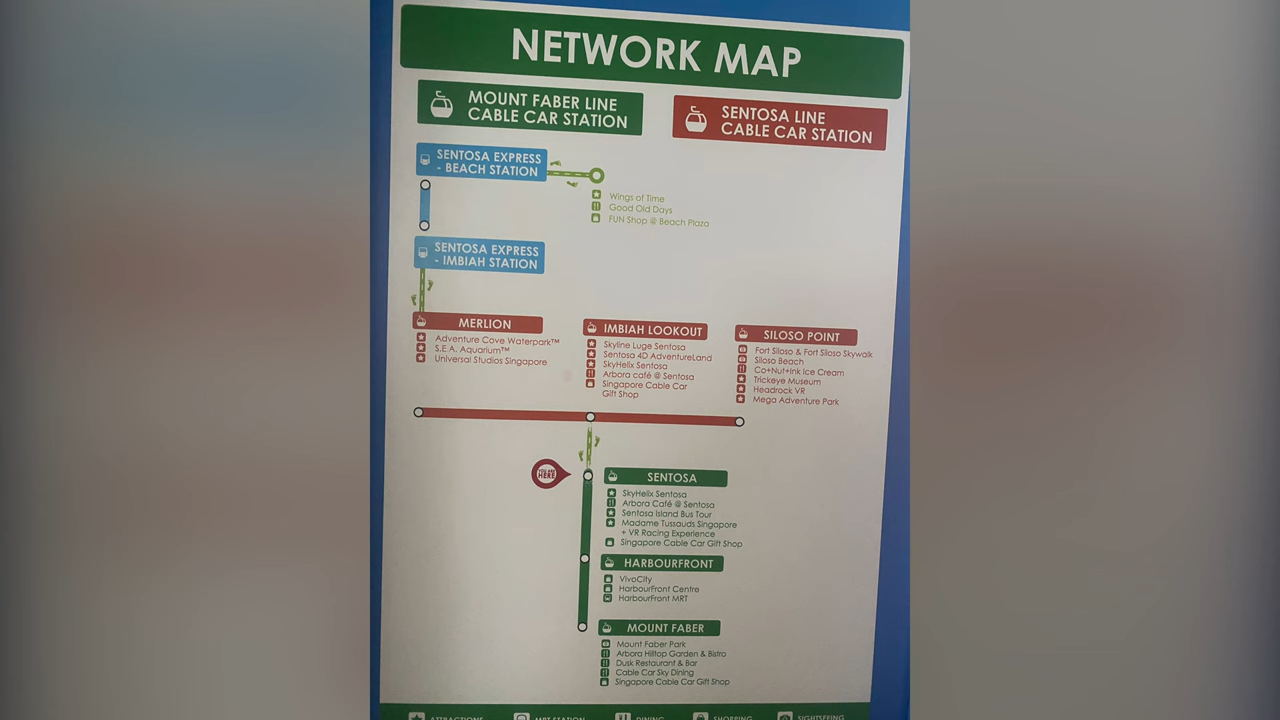 NETWORK MAP
MOUNT FABER LINE
CABLE CAR STATION
SENTOSA LINE
CABLE CAR STATION
SENTOSA EXPRESS
- BEACH STATION
Wings of Time
Good Old Days
FUN Shop @ Beach Plaza
SENTOSA EXPRESS
- IMBIAH STATION
MERLION
Adventure Cove Waterpark™
S.E.A. Aquarium™
Universal Studios Singapore
IMBIAH LOOKOUT
Skyline Luge Sentosa
Sentosa 4D AdventureLand
SkyHelix Sentosa
Arbora café @ Sentosa
Singapore Cable Car
Gift Shop
SILOSO POINT
Fort Siloso & Fort Siloso Skywalk
Siloso Beach
Co+Nut+Ink Ice Cream
Trickeye Museum
Headrock VR
Mega Adventure Park
YOU ARE
HERE
SENTOSA
SkyHelix Sentosa
Arbora Café @ Sentosa
Sentosa Island Bus Tour
Madame Tussauds Singapore
+ VR Racing Experience
Singapore Cable Car Gift Shop
HARBOURFRONT
VivoCity
HarbourFront Centre
HarbourFront MRT
MOUNT FABER
Mount Faber Park
Arbora Hilltop Garden & Bistro
Dusk Restaurant & Bar
Cable Car Sky Dining
Singapore Cable Car Gift Shop
ATTRACTIONS MRT STATION DINING SHOPPING SIGHTSEEING